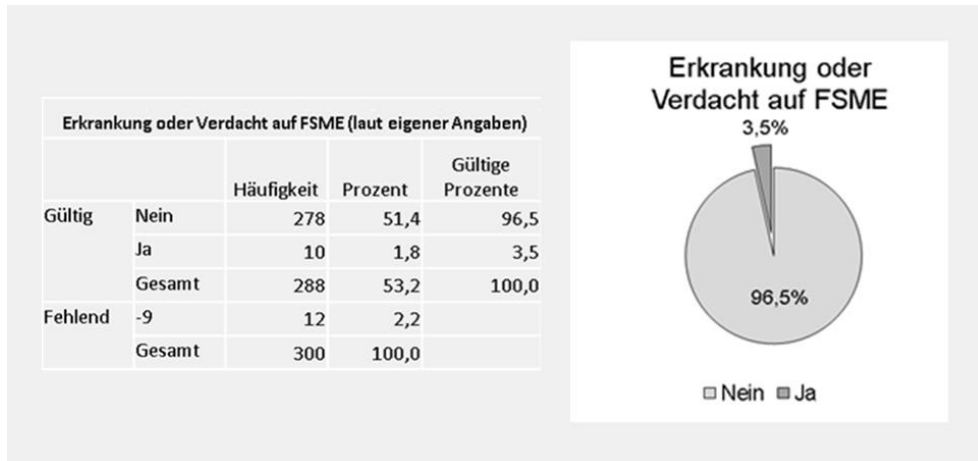 Erkrankung oder Verdacht auf FSME (laut eigener Angaben)
Häufigkeit Prozent Gültige Prozente
Gültig Nein 278 51,4 96,5
Ja 10 1,8 3,5
Gesamt 288 53,2 100,0
Fehlend -9 12 2,2
Gesamt 300 100,0
Erkrankung oder
Verdacht auf FSME
3,5%
96,5%
Nein Ja